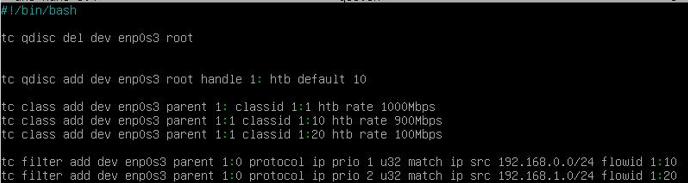 #!/bin/bash
tc qdisc del dev enp0s3 root
tc qdisc add dev enp0s3 root handle 1: htb default 10
tc class add dev enp0s3 parent 1: classid 1:1 htb rate 1000Mbps
tc class add dev enp0s3 parent 1:1 classid 1:10 htb rate 900Mbps
tc class add dev enp0s3 parent 1:1 classid 1:20 htb rate 100Mbps
tc filter add dev enp0s3 parent 1:0 protocol ip prio 1 u32 match ip src 192.168.0.0/24 flowid 1:10
tc filter add dev enp0s3 parent 1:0 protocol ip prio 2 u32 match ip src 192.168.1.0/24 flowid 1:20